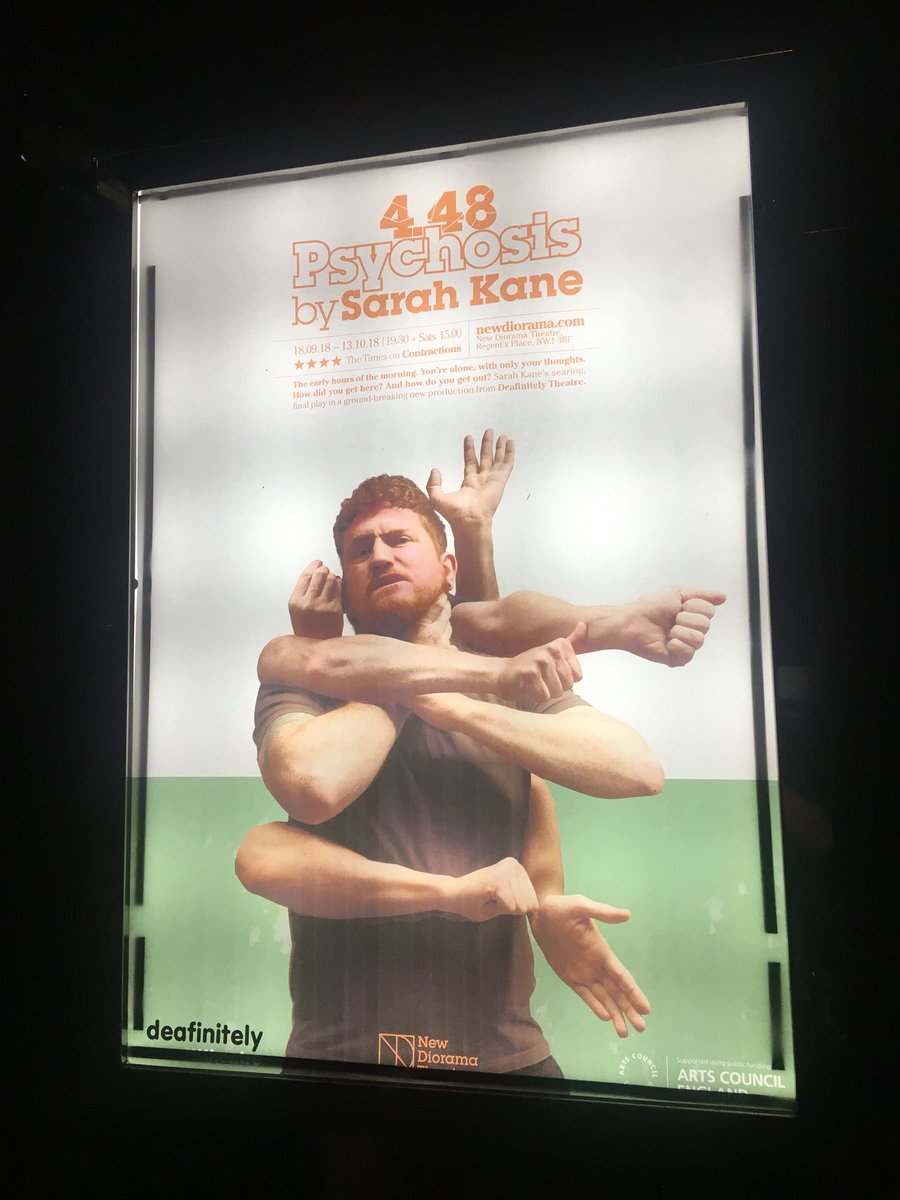 4.48
Psychosis
by Sarah Kane
18.09.18 – 13.10.18 | 19.30 + Sats. 15.00
★★★★ The Times on Contractions
newdiorama.com
New Diorama Theatre,
Regent's Place, NW1 3BF
The early hours of the morning. You're alone, with only your thoughts.
How did you get here? And how do you get out? Sarah Kane's searing,
final play in a ground-breaking new production from Deafinitely Theatre.
deafinitely
New
Diorama
ARTS COUNCIL
Supported using public funding
ARTS COUNCIL
ENGLAND